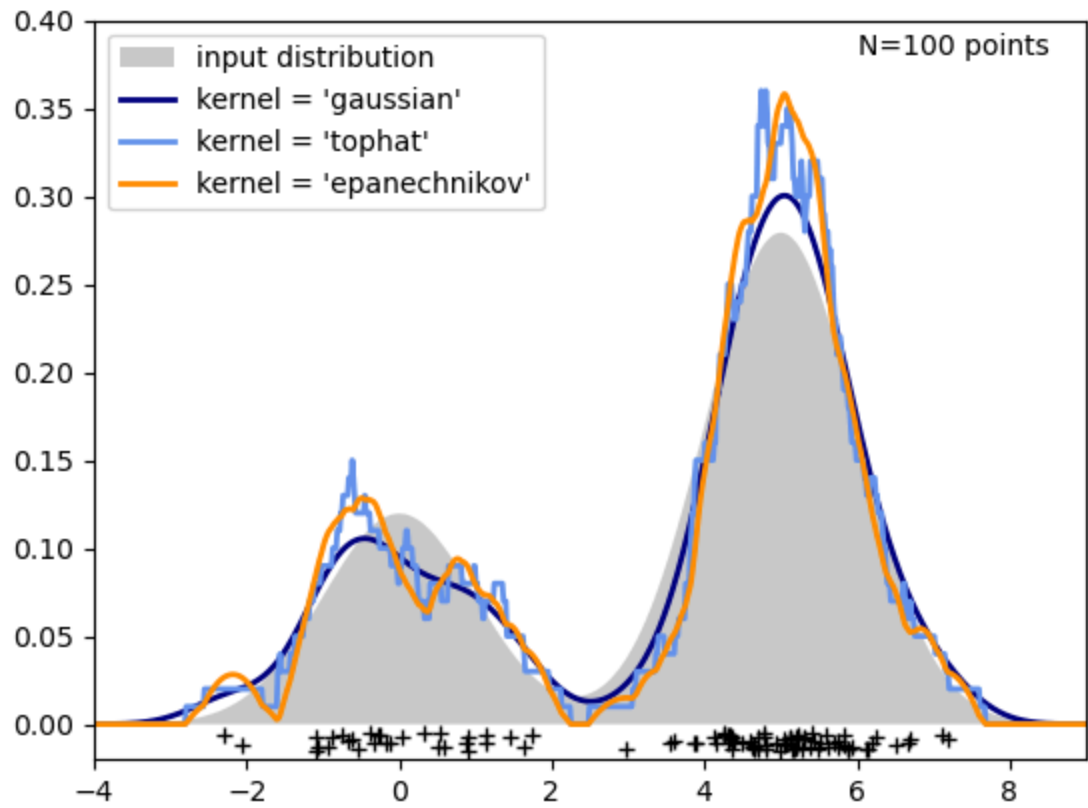 0.40
input distribution
N=100 points
kernel = 'gaussian'
kernel = 'tophat'
kernel = 'epanechnikov'
0.35
0.30
0.25
0.20
0.15
0.10
0.05
0.00
−4 −2 0 2 4 6 8